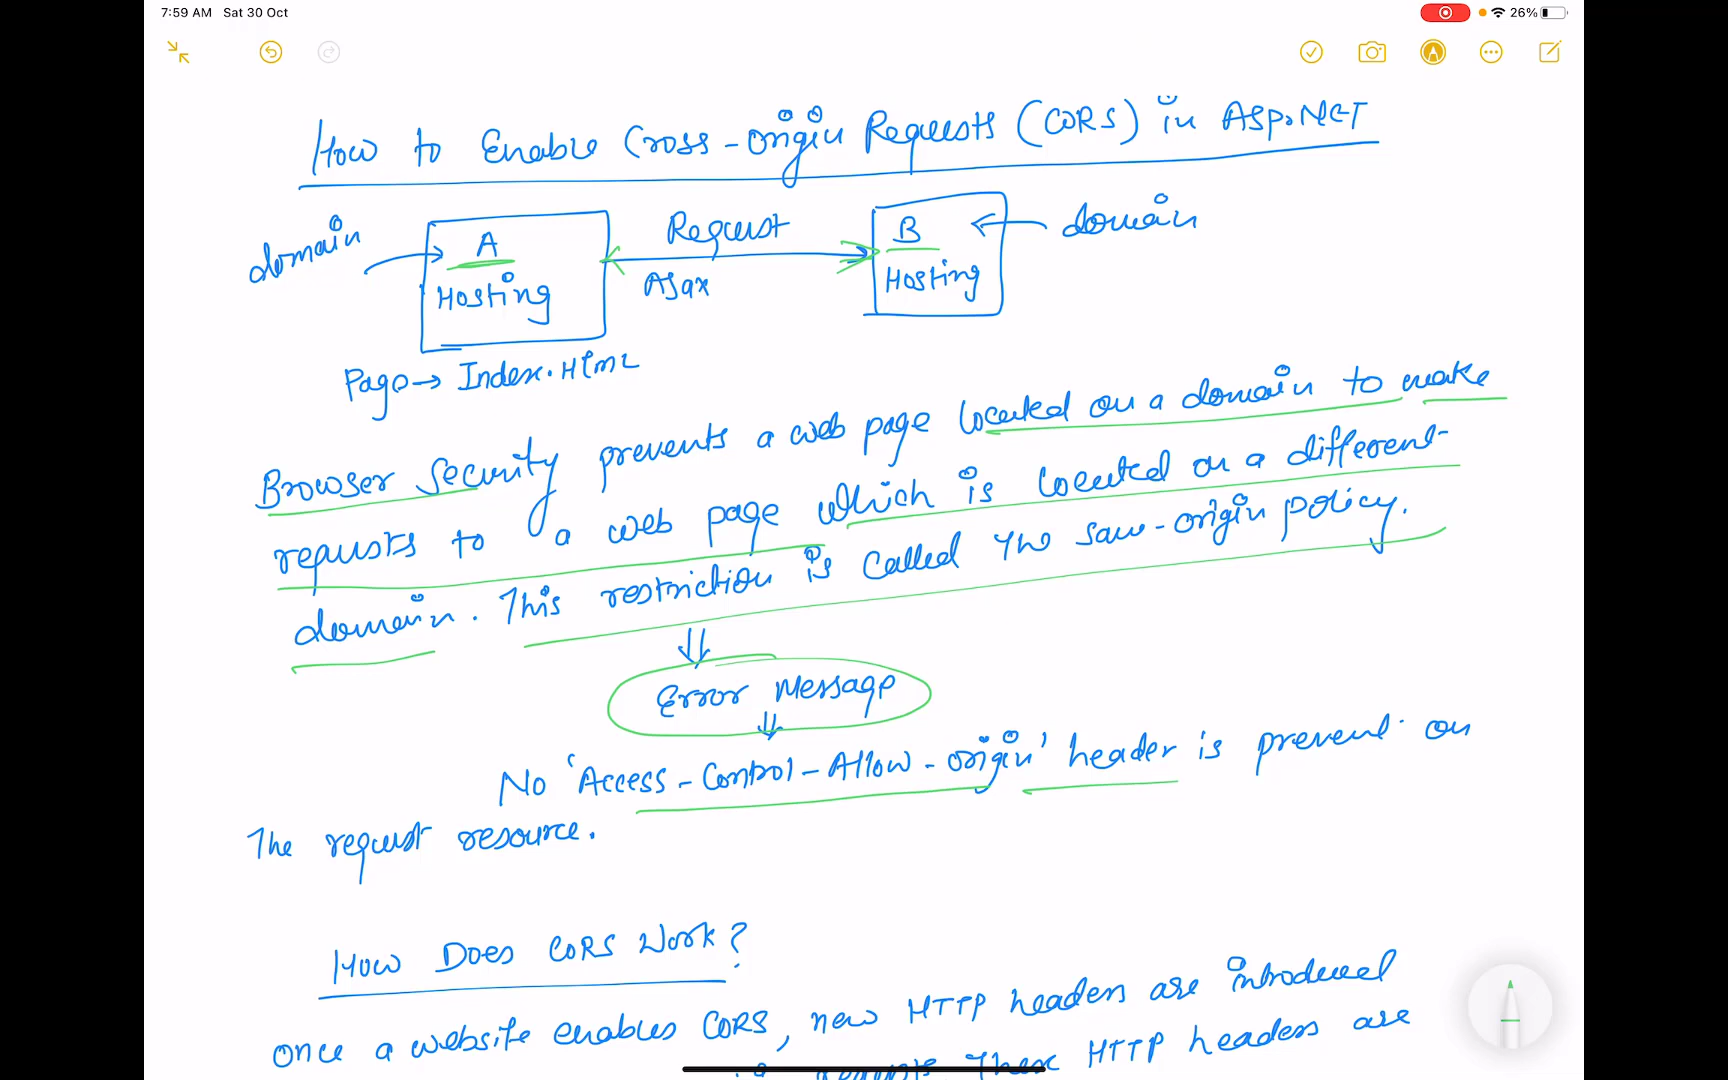 7:59 AM Sat 30 Oct
26%
How to Enable Cross-origin Requests (CORS) in ASP.NET
domain
A
Hosting
Request
Ajax
B
Hosting
domain
Page → Index.Html
Browser Security prevents a web page located on a domain to make
requsts to a web page which is located on a different
domain. This restriction is called The same-origin policy.
Error Message
No 'Access-Control-Allow-origin' header is prevent on
The request resource.
How Does CORS Work?
Once a website enables CORS, new HTTP headers are introduced
These HTTP headers are